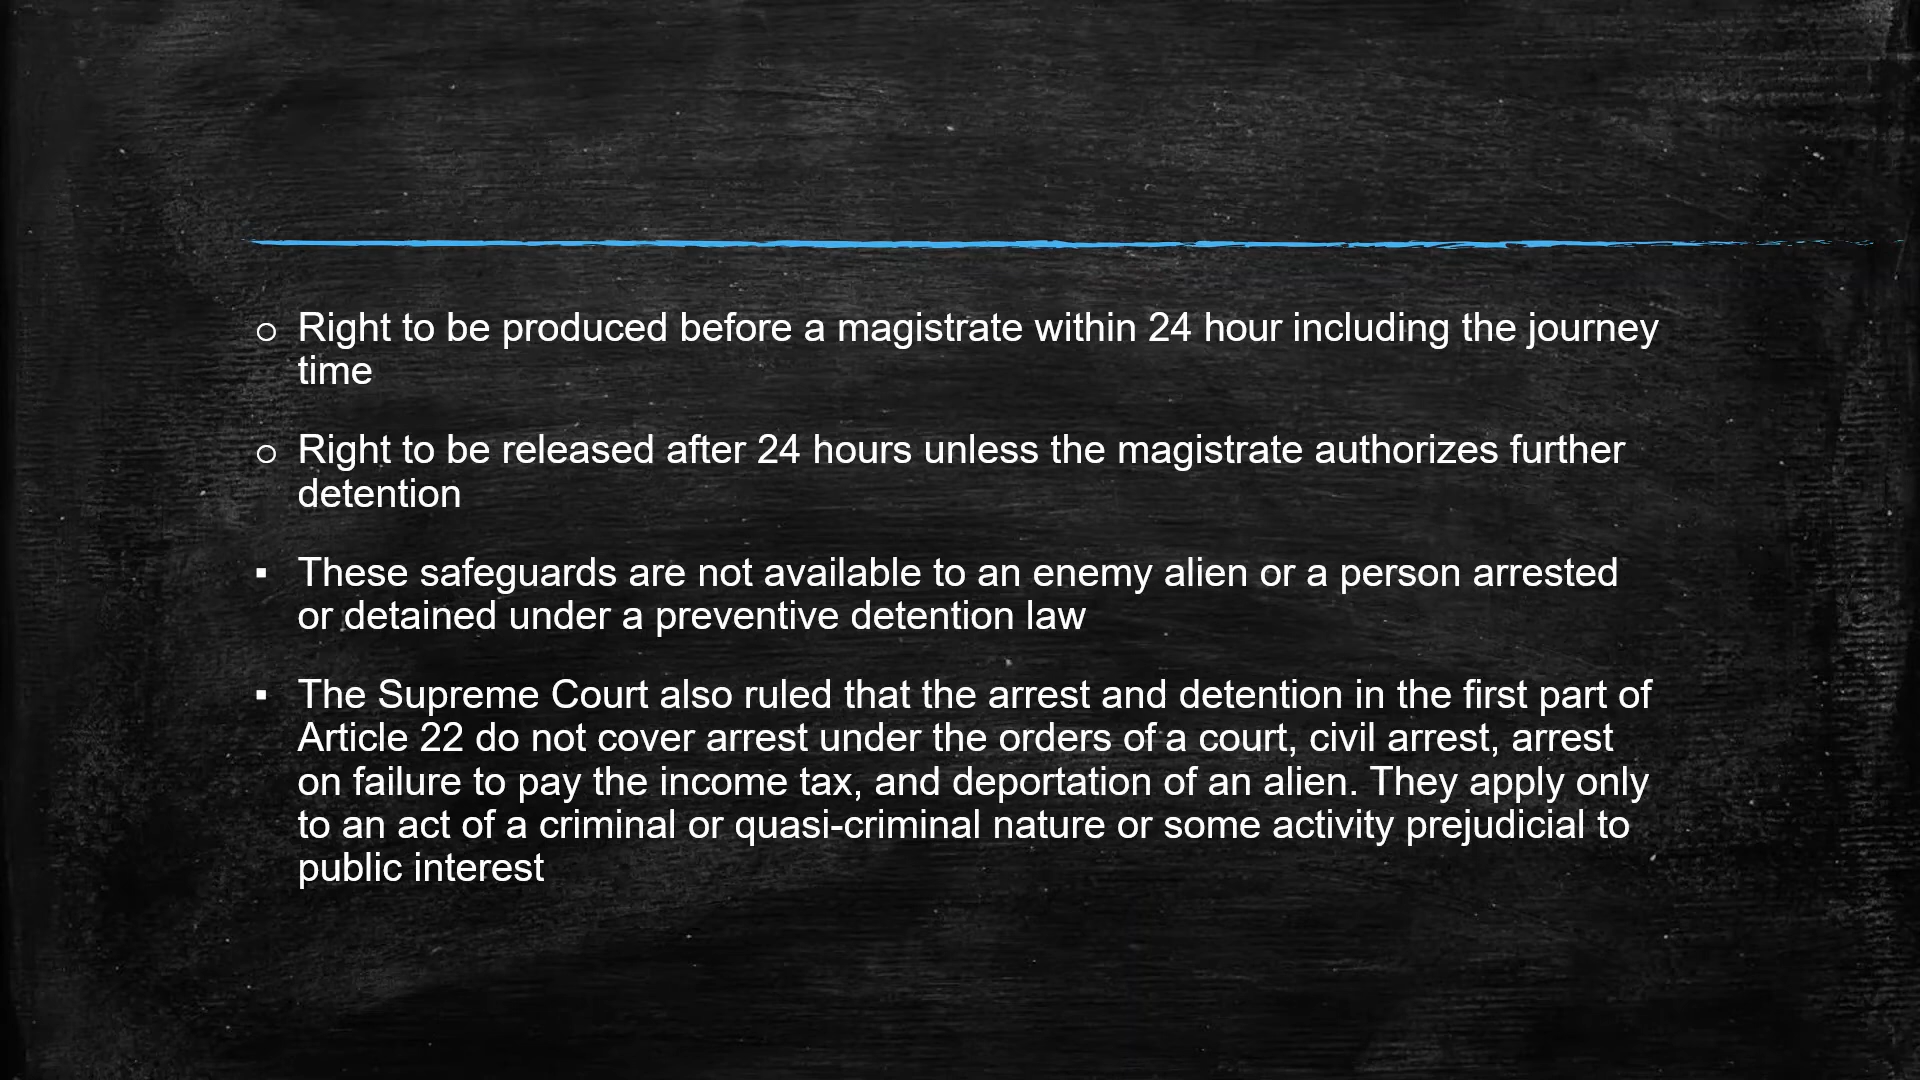 ○ Right to be produced before a magistrate within 24 hour including the journey
time
○ Right to be released after 24 hours unless the magistrate authorizes further
detention
▪ These safeguards are not available to an enemy alien or a person arrested
or detained under a preventive detention law
▪ The Supreme Court also ruled that the arrest and detention in the first part of
Article 22 do not cover arrest under the orders of a court, civil arrest, arrest
on failure to pay the income tax, and deportation of an alien. They apply only
to an act of a criminal or quasi-criminal nature or some activity prejudicial to
public interest